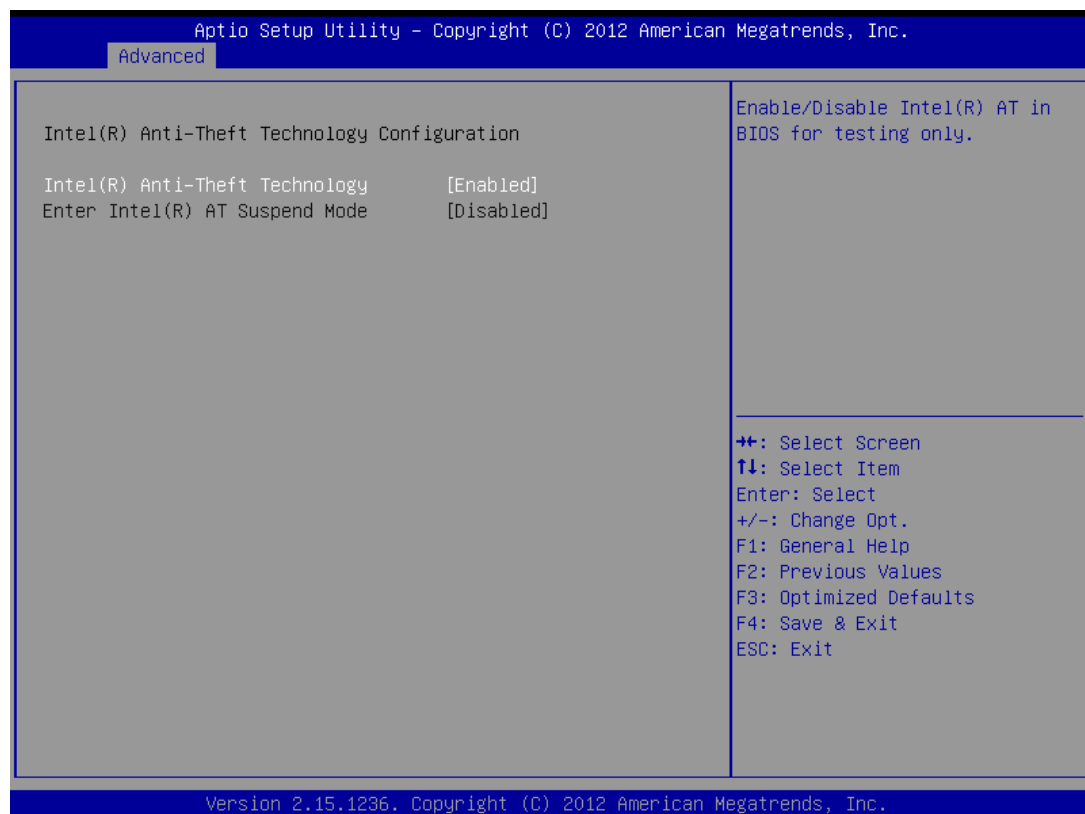 Aptio Setup Utility – Copyright (C) 2012 American Megatrends, Inc.
Advanced
Intel(R) Anti-Theft Technology Configuration
Intel(R) Anti-Theft Technology [Enabled]
Enter Intel(R) AT Suspend Mode [Disabled]
Enable/Disable Intel(R) AT in
BIOS for testing only.
→←: Select Screen
↑↓: Select Item
Enter: Select
+/-: Change Opt.
F1: General Help
F2: Previous Values
F3: Optimized Defaults
F4: Save & Exit
ESC: Exit
Version 2.15.1236. Copyright (C) 2012 American Megatrends, Inc.